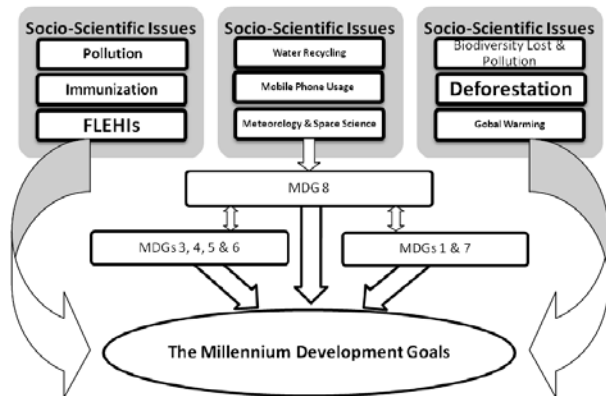 Socio-Scientific Issues
Pollution
Immunization
FLEHIs
Socio-Scientific Issues
Water Recycling
Mobile Phone Usage
Meteorology & Space Science
Socio-Scientific Issues
Biodiversity Lost &
Pollution
Deforestation
Gobal Warming
MDG 8
MDGs 3, 4, 5 & 6
MDGs 1 & 7
The Millennium Development Goals